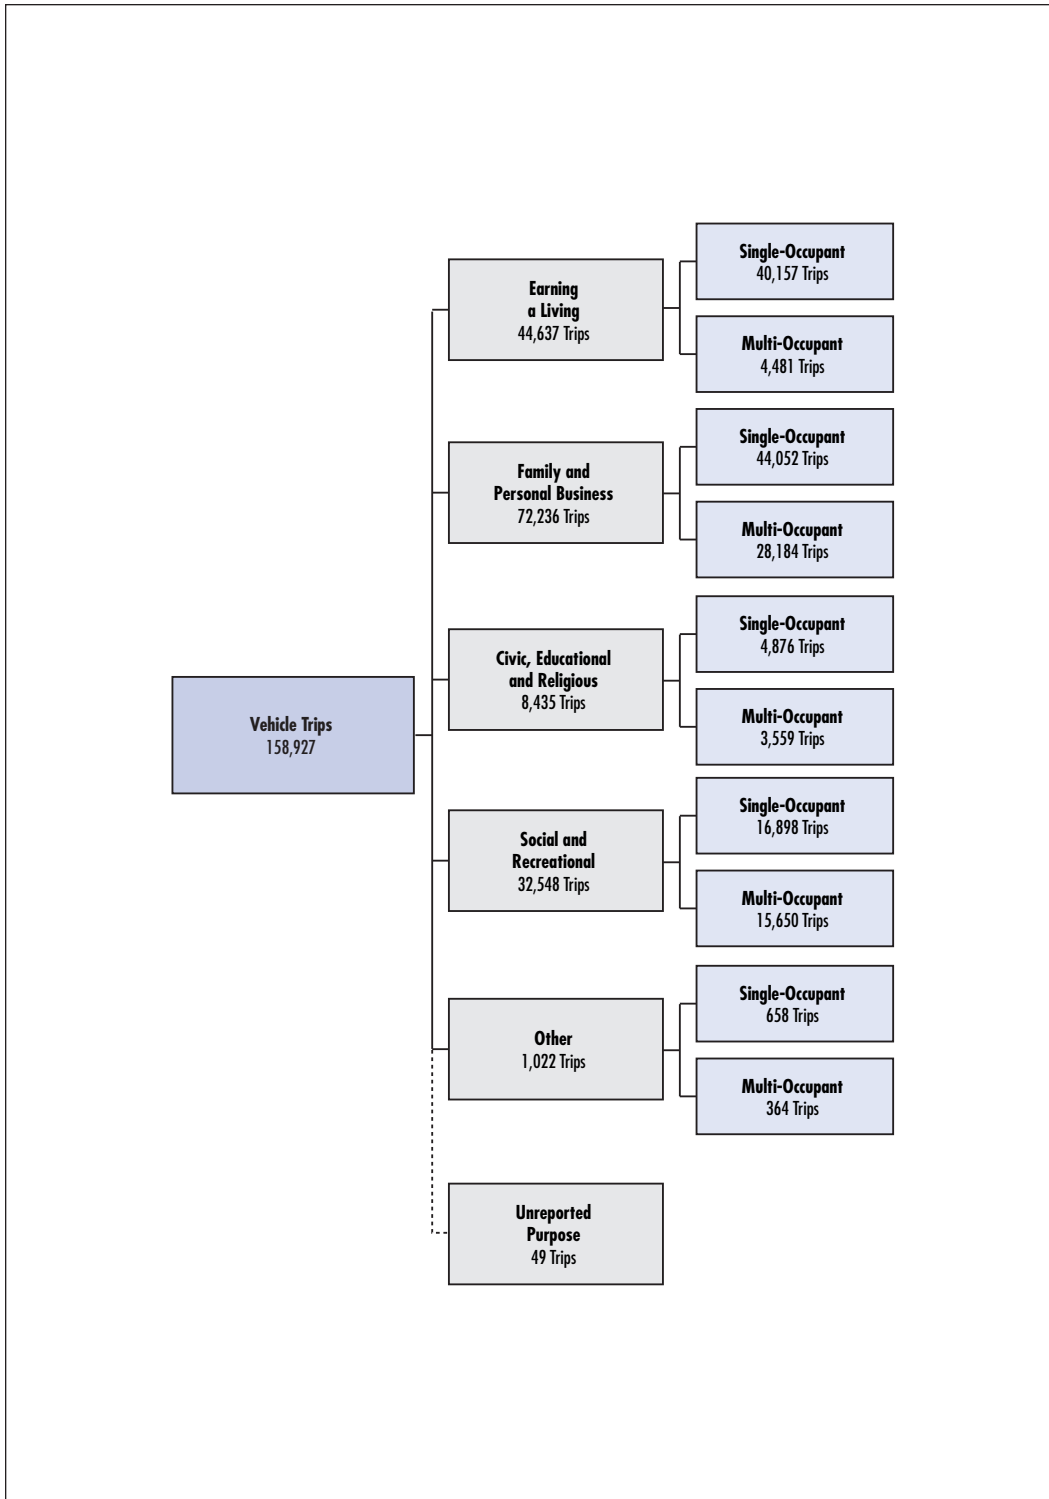 Vehicle Trips
158,927
Earning
a Living
44,637 Trips
Single-Occupant
40,157 Trips
Multi-Occupant
4,481 Trips
Family and
Personal Business
72,236 Trips
Single-Occupant
44,052 Trips
Multi-Occupant
28,184 Trips
Civic, Educational
and Religious
8,435 Trips
Single-Occupant
4,876 Trips
Multi-Occupant
3,559 Trips
Social and
Recreational
32,548 Trips
Single-Occupant
16,898 Trips
Multi-Occupant
15,650 Trips
Other
1,022 Trips
Single-Occupant
658 Trips
Multi-Occupant
364 Trips
Unreported
Purpose
49 Trips